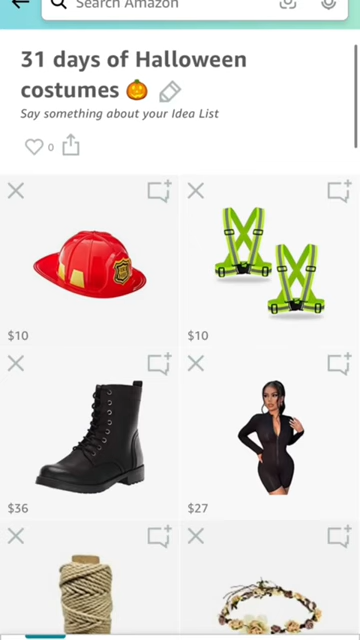 Search Amazon
31 days of Halloween
costumes 🎃
Say something about your Idea List
0
$10
$10
$36
$27